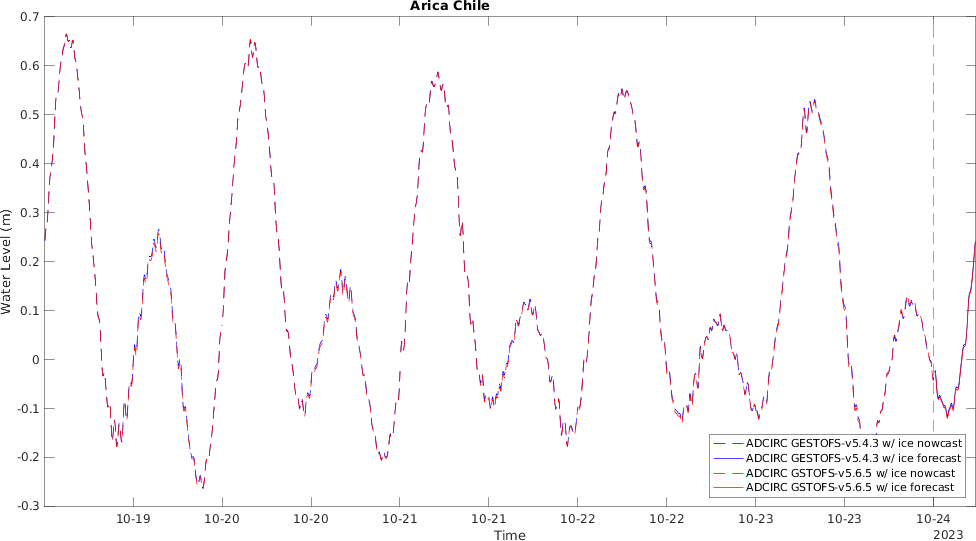 Arica Chile
Water Level (m)
0.7
0.6
0.5
0.4
0.3
0.2
0.1
0
-0.1
-0.2
-0.3
ADCIRC GESTOFS-v5.4.3 w/ ice nowcast
ADCIRC GESTOFS-v5.4.3 w/ ice forecast
ADCIRC GSTOFS-v5.6.5 w/ ice nowcast
ADCIRC GSTOFS-v5.6.5 w/ ice forecast
10-19 10-20 10-20 10-21 10-21 10-22 10-22 10-23 10-23 10-24
Time 2023